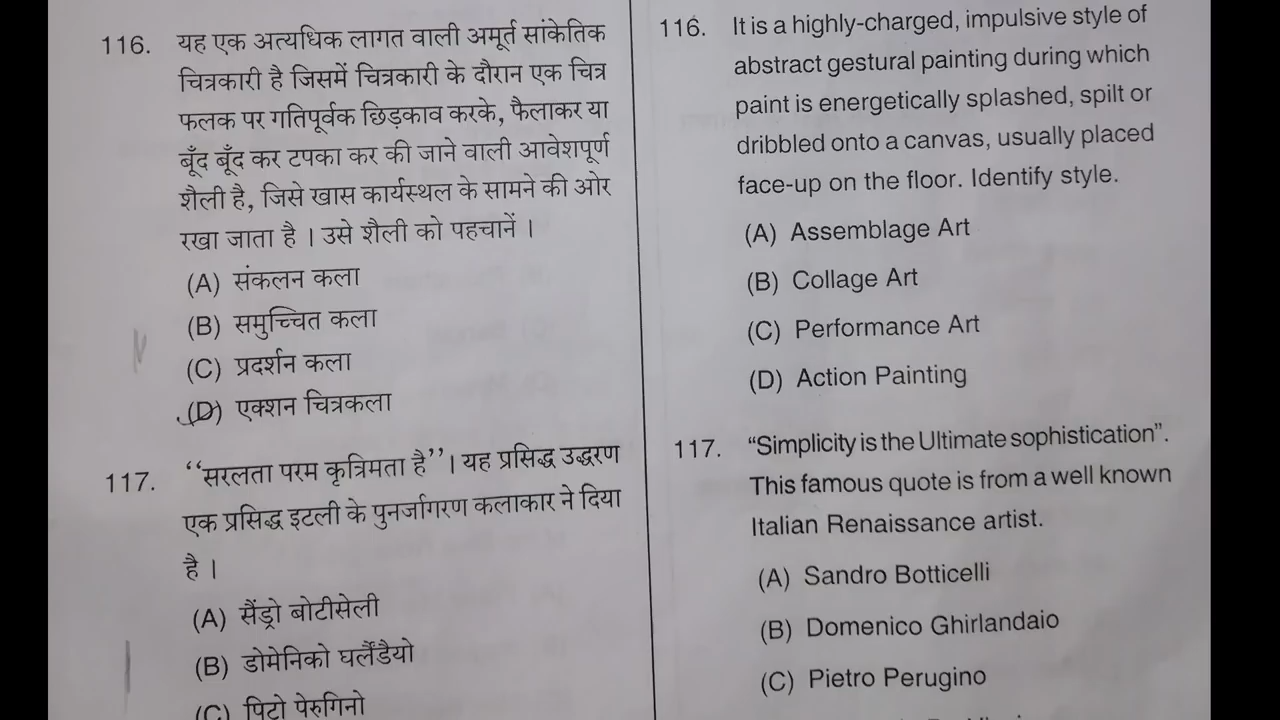 116. यह एक अत्यधिक लागत वाली अमूर्त सांकेतिक
चित्रकारी है जिसमें चित्रकारी के दौरान एक चित्र
फलक पर गतिपूर्वक छिड़काव करके, फैलाकर या
बूँद बूँद कर टपका कर की जाने वाली आवेशपूर्ण
शैली है, जिसे खास कार्यस्थल के सामने की ओर
रखा जाता है । उसे शैली को पहचानें ।
(A) संकलन कला
(B) समुच्चित कला
(C) प्रदर्शन कला
(D) एक्शन चित्रकला
117. ‘‘सरलता परम कृत्रिमता है’’ । यह प्रसिद्ध उद्धरण
एक प्रसिद्ध इटली के पुनर्जागरण कलाकार ने दिया
है ।
(A) सैंड्रो बोटीसेली
(B) डोमेनिको घर्लैंडैयो
(C) पिटो पेरुगिनो
116. It is a highly-charged, impulsive style of
abstract gestural painting during which
paint is energetically splashed, spilt or
dribbled onto a canvas, usually placed
face-up on the floor. Identify style.
(A) Assemblage Art
(B) Collage Art
(C) Performance Art
(D) Action Painting
117. “Simplicity is the Ultimate sophistication”.
This famous quote is from a well known
Italian Renaissance artist.
(A) Sandro Botticelli
(B) Domenico Ghirlandaio
(C) Pietro Perugino